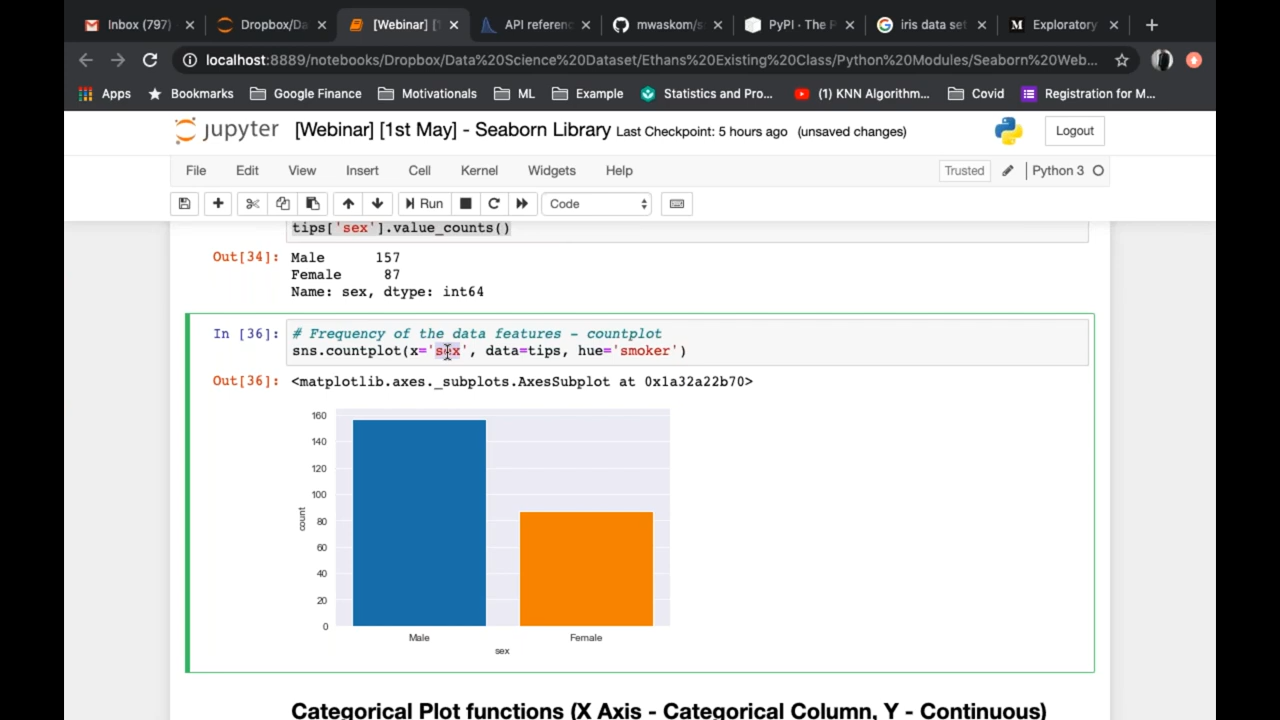 Inbox (797)
Dropbox/Da
[Webinar] [1
API referen
mwaskom/s
PyPI · The P
iris data set
Exploratory
localhost:8889/notebooks/Dropbox/Data%20Science%20Dataset/Ethans%20Existing%20Class/Python%20Modules/Seaborn%20Web...
Apps Bookmarks Google Finance Motivationals ML Example Statistics and Pro... (1) KNN Algorithm... Covid Registration for M...
jupyter [Webinar] [1st May] - Seaborn Library Last Checkpoint: 5 hours ago (unsaved changes) Logout
File Edit View Insert Cell Kernel Widgets Help Trusted Python 3
Run Code
tips['sex'].value_counts()
Out[34]: Male 157
Female 87
Name: sex, dtype: int64
In [36]: # Frequency of the data features - countplot
sns.countplot(x='sex', data=tips, hue='smoker')
Out[36]: <matplotlib.axes._subplots.AxesSubplot at 0x1a32a22b70>
160
140
120
100
80
60
40
20
0
count
Male Female
sex
Categorical Plot functions (X Axis - Categorical Column, Y - Continuous)